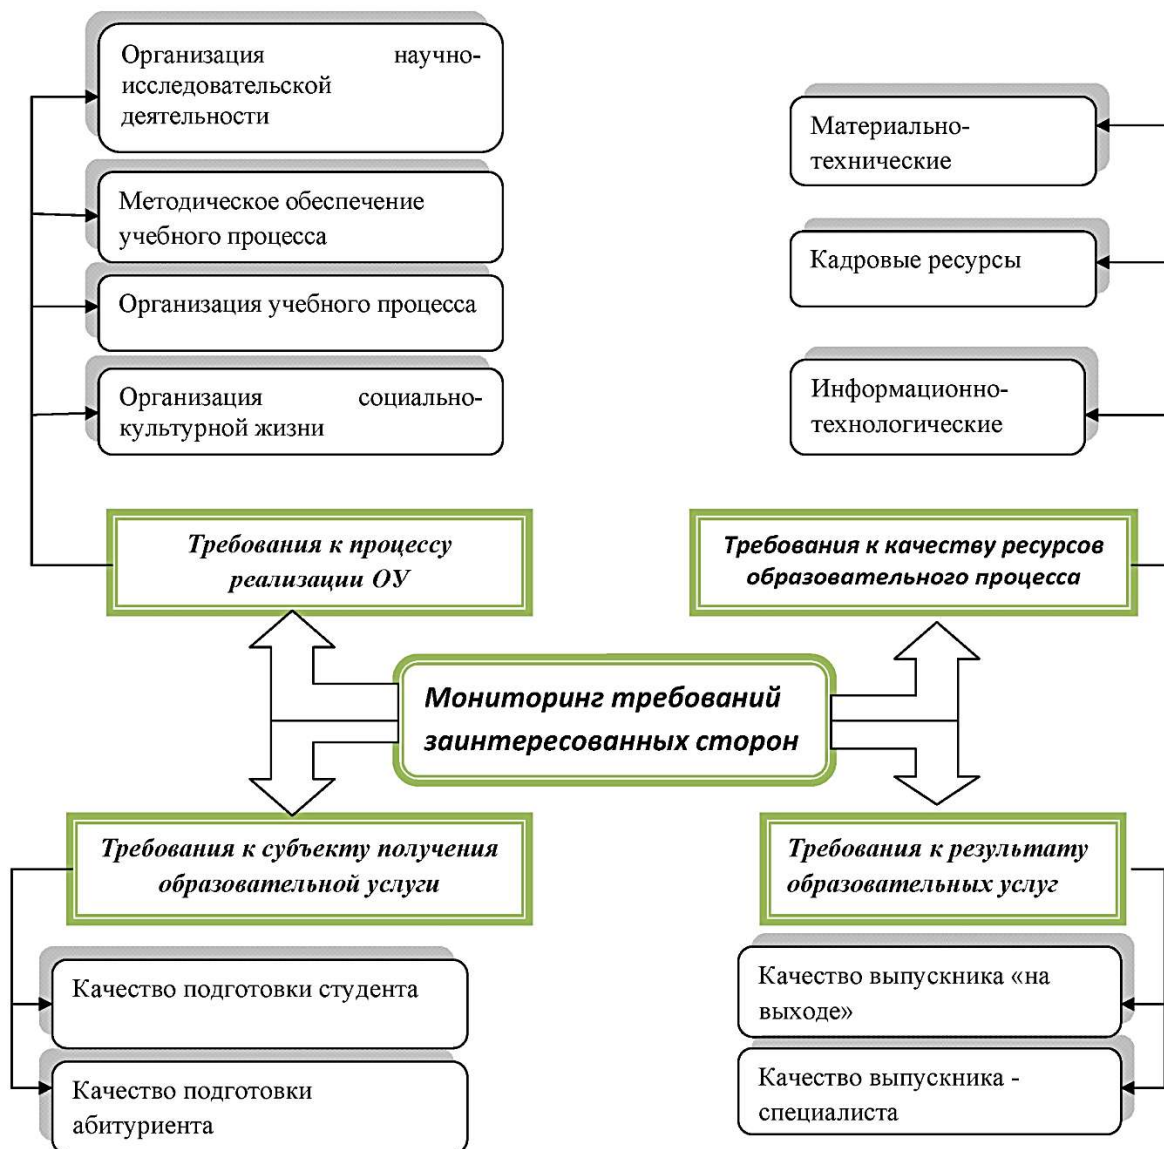 Организация научно-
исследовательской
деятельности
Методическое обеспечение
учебного процесса
Организация учебного процесса
Организация социально-
культурной жизни
Материально-
технические
Кадровые ресурсы
Информационно-
технологические
Требования к процессу
реализации ОУ
Требования к качеству ресурсов
образовательного процесса
Мониторинг требований
заинтересованных сторон
Требования к субъекту получения
образовательной услуги
Требования к результату
образовательных услуг
Качество подготовки студента
Качество подготовки
абитуриента
Качество выпускника «на
выходе»
Качество выпускника -
специалиста